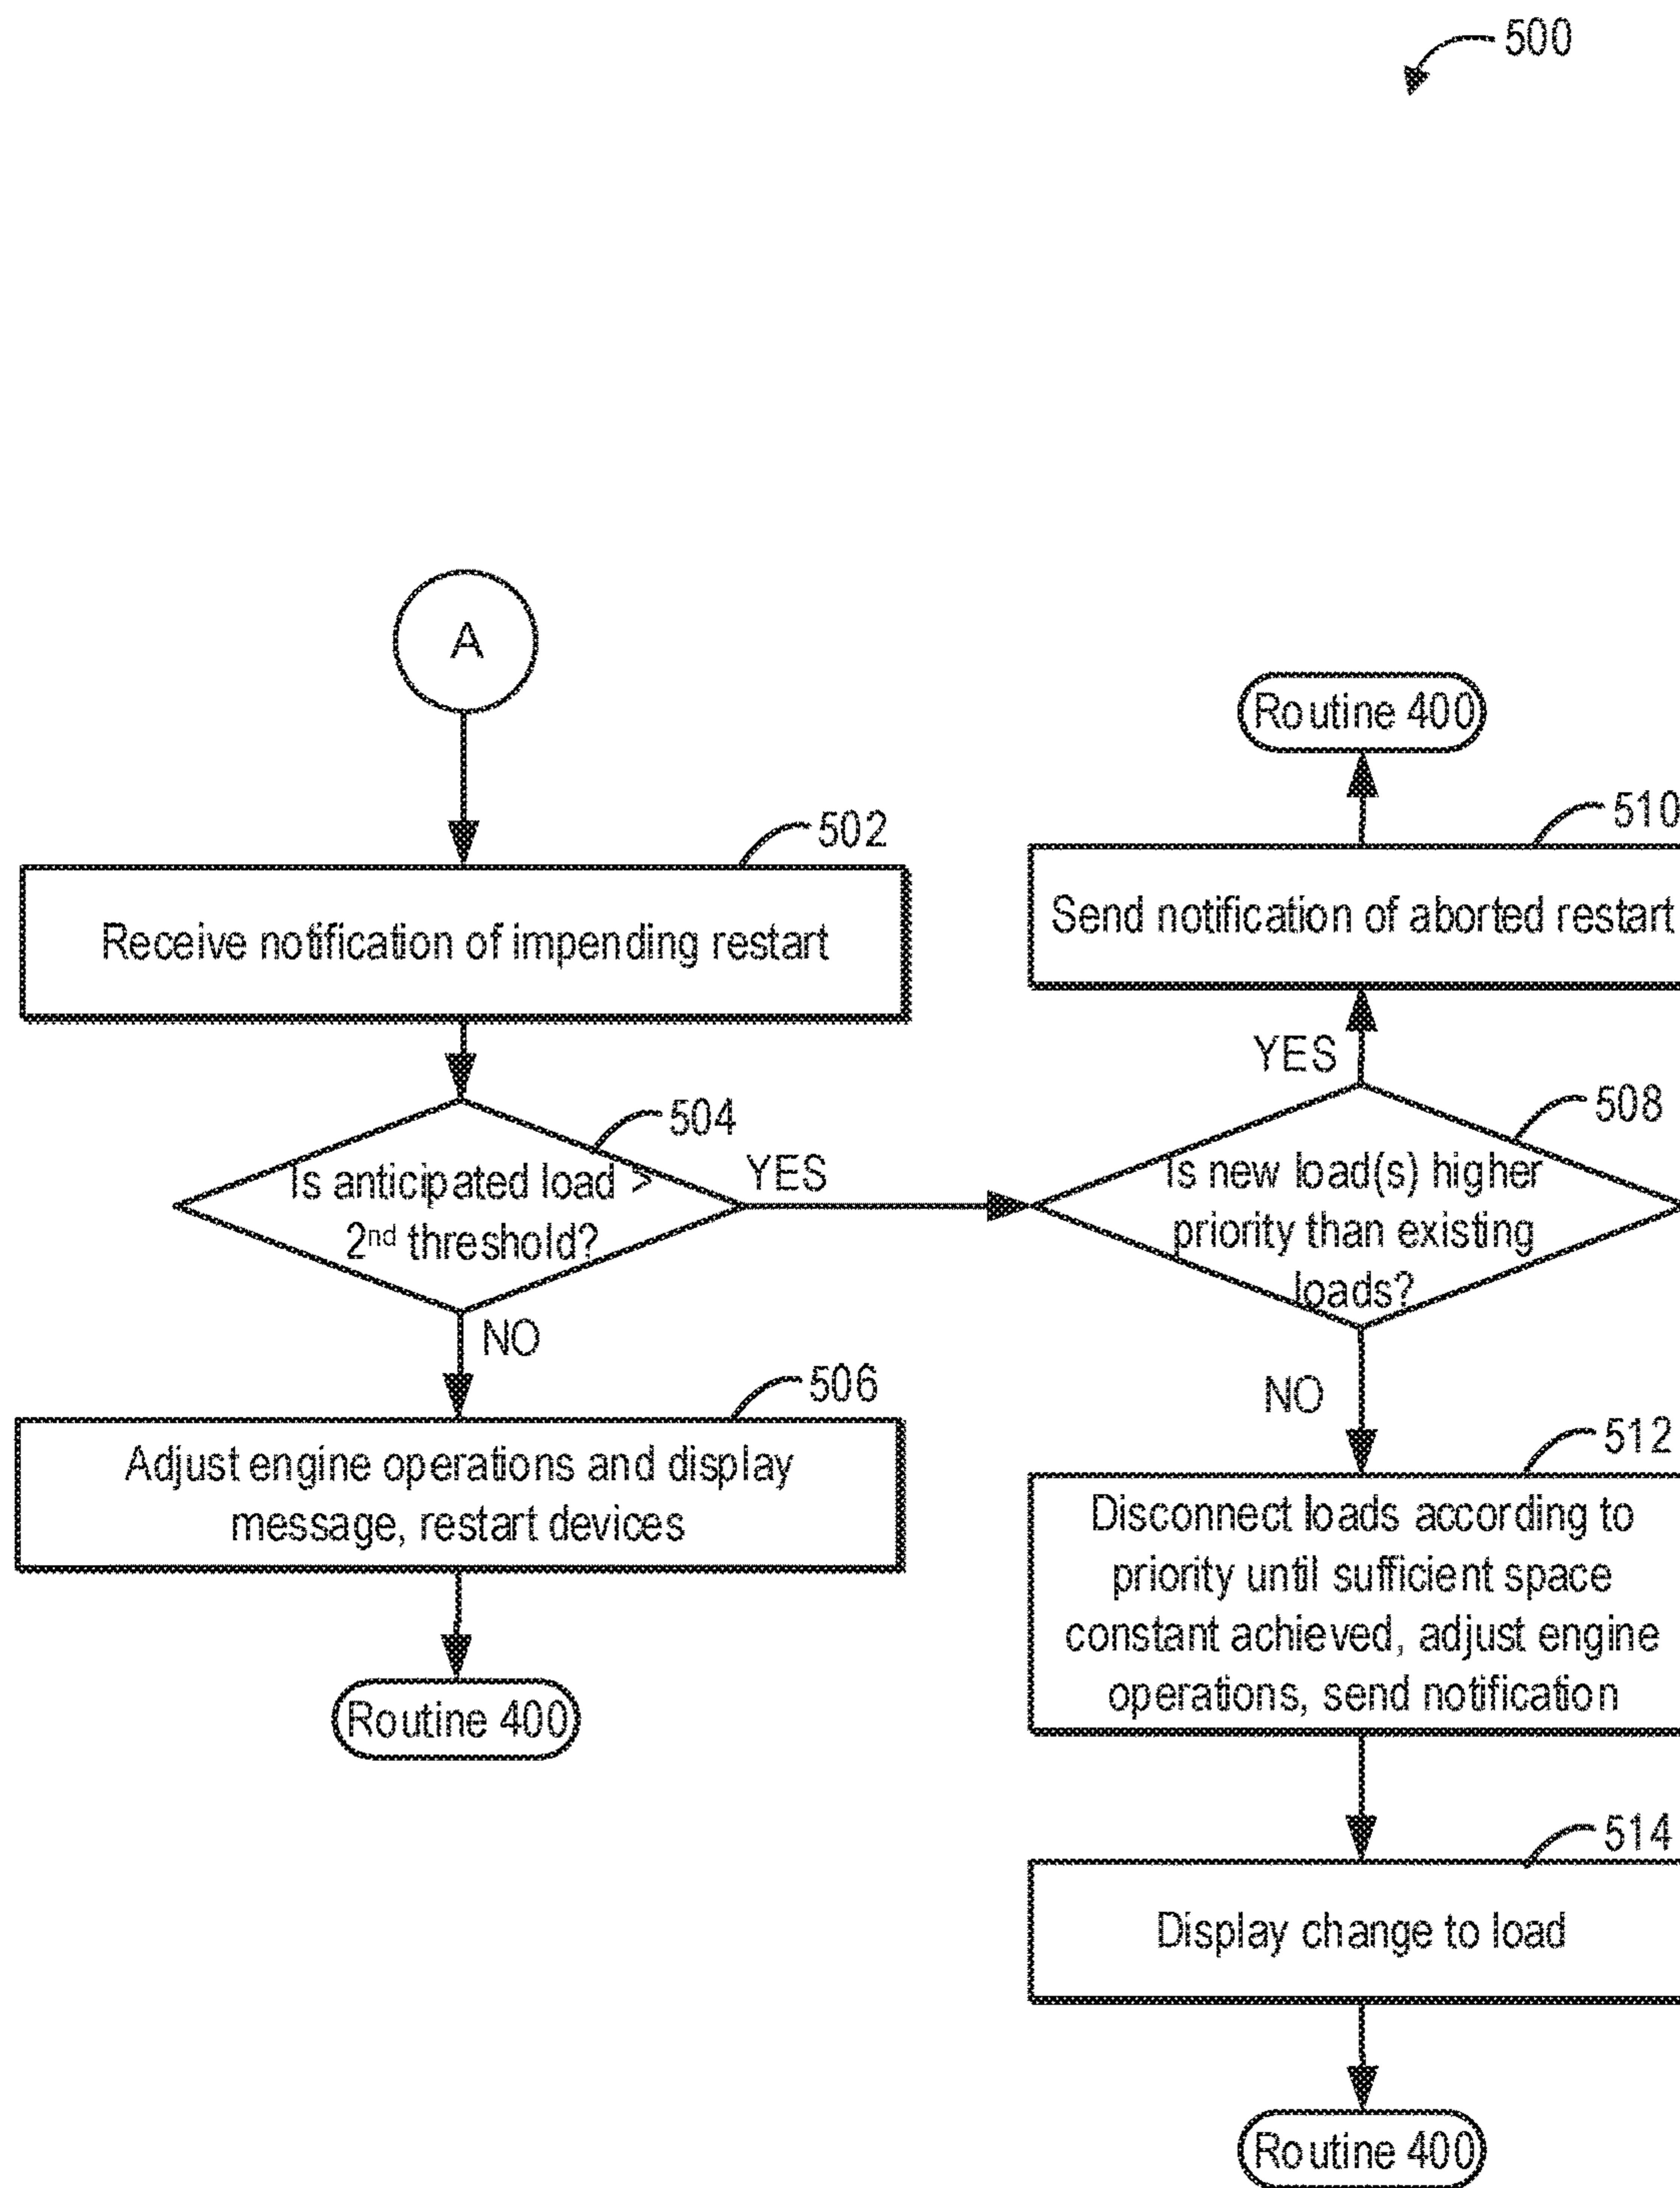 500
A
502
Receive notification of impending restart
504
Is anticipated load >
2nd threshold?
YES
NO
506
Adjust engine operations and display
message, restart devices
Routine 400
Routine 400
510
Send notification of aborted restart
YES
508
Is new load(s) higher
priority than existing
loads?
NO
512
Disconnect loads according to
priority until sufficient space
constant achieved, adjust engine
operations, send notification
514
Display change to load
Routine 400